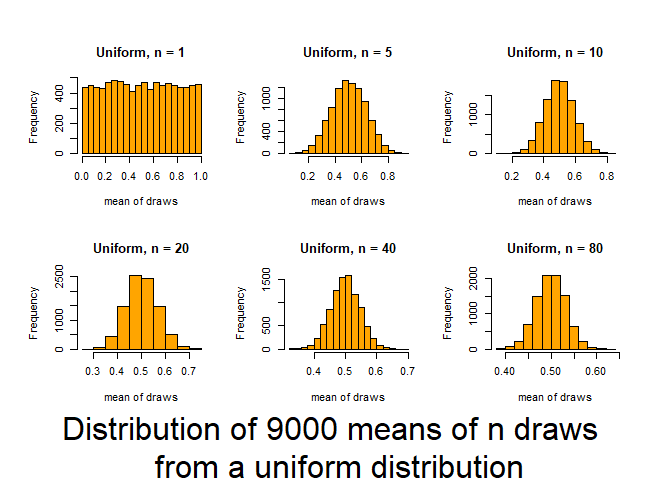 Uniform, n = 1
Frequency
0 200 400
0.0 0.2 0.4 0.6 0.8 1.0
mean of draws
Uniform, n = 5
Frequency
0 400 1000
0.2 0.4 0.6 0.8
mean of draws
Uniform, n = 10
Frequency
0 1000
0.2 0.4 0.6 0.8
mean of draws
Uniform, n = 20
Frequency
0 1000 2500
0.3 0.4 0.5 0.6 0.7
mean of draws
Uniform, n = 40
Frequency
0 500 1500
0.4 0.5 0.6 0.7
mean of draws
Uniform, n = 80
Frequency
0 1000 2000
0.40 0.50 0.60
mean of draws
Distribution of 9000 means of n draws
from a uniform distribution